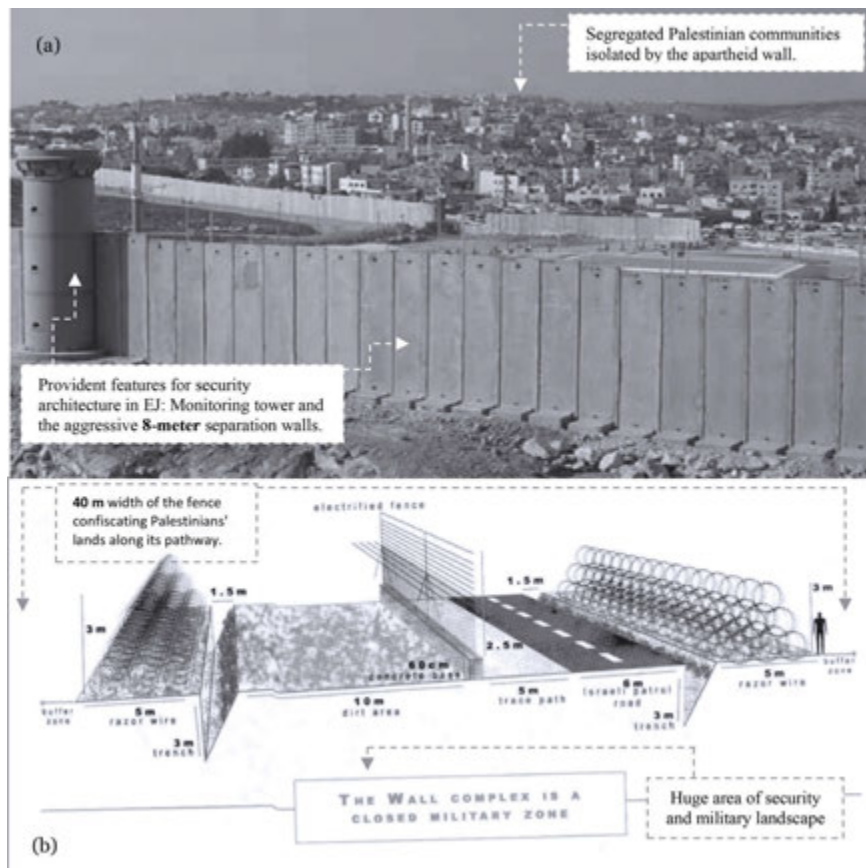 (a)
Segregated Palestinian communities
isolated by the apartheid wall.
Provident features for security
architecture in EJ: Monitoring tower and
the aggressive 8-meter separation walls.
40 m width of the fence
confiscating Palestinians'
lands along its pathway.
electrified fence
1.5m
1.5m
3m
3m
2.5m
60cm
concrete base
buffer
zone
5m
razor wire
3m
trench
10m
dirt area
5m
trace path
6m
Israeli patrol
road
3m
trench
5m
razor wire
buffer
zone
THE WALL COMPLEX IS A
CLOSED MILITARY ZONE
Huge area of security
and military landscape
(b)